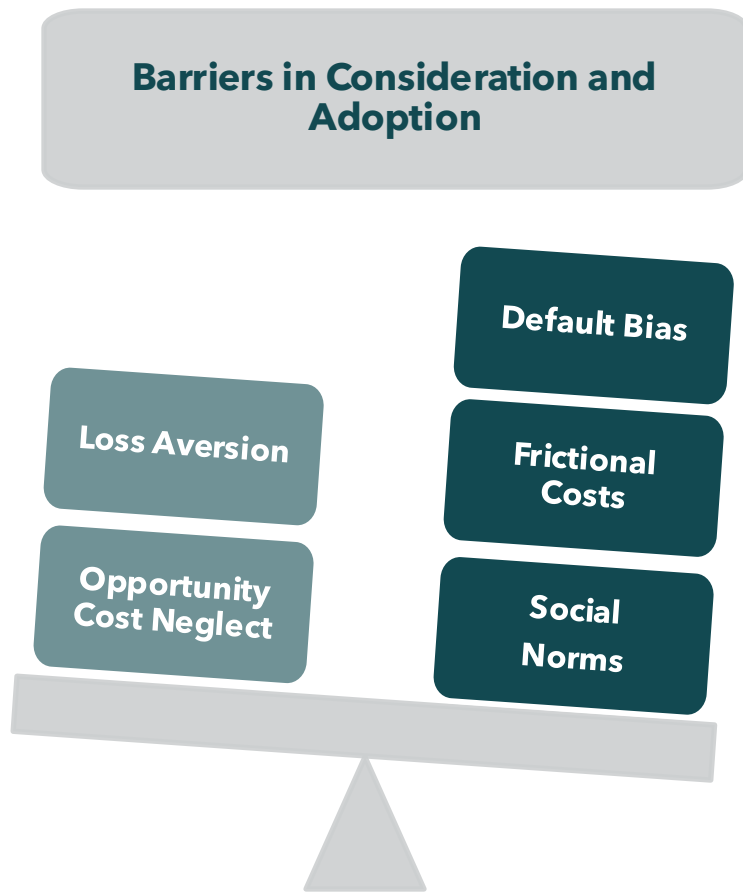 Barriers in Consideration and
Adoption
Loss Aversion
Opportunity
Cost Neglect
Default Bias
Frictional
Costs
Social
Norms